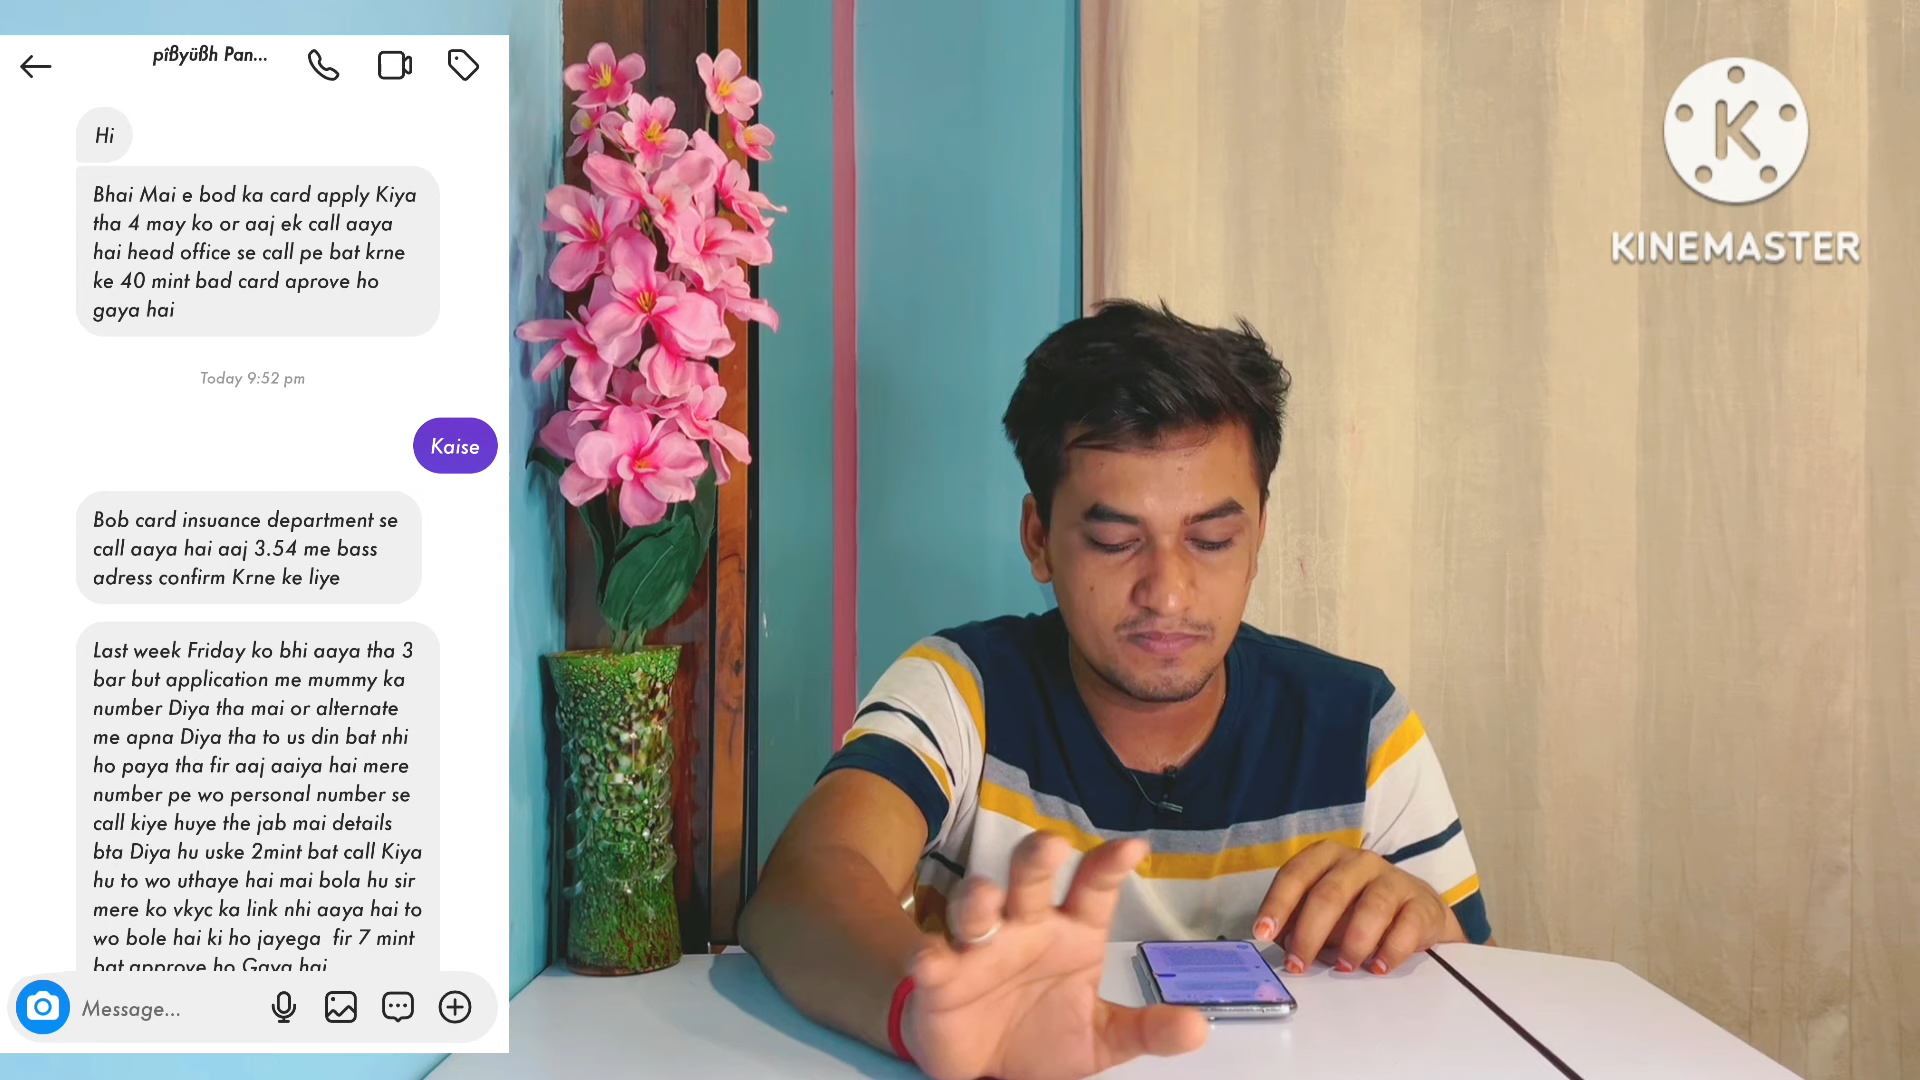 pißyüßh Pan...
Hi
Bhai Mai e bod ka card apply Kiya
tha 4 may ko or aaj ek call aaya
hai head office se call pe bat krne
ke 40 mint bad card aprove ho
gaya hai
Today 9:52 pm
Kaise
Bob card insuance department se
call aaya hai aaj 3.54 me bass
adress confirm Krne ke liye
Last week Friday ko bhi aaya tha 3
bar but application me mummy ka
number Diya tha mai or alternate
me apna Diya tha to us din bat nhi
ho paya tha fir aaj aaiya hai mere
number pe wo personal number se
call kiye huye the jab mai details
bta Diya hu uske 2mint bat call Kiya
hu to wo uthaye hai mai bola hu sir
mere ko vkyc ka link nhi aaya hai to
wo bole hai ki ho jayega fir 7 mint
bat approve ho Gaya hai
Message...
K
KINEMASTER